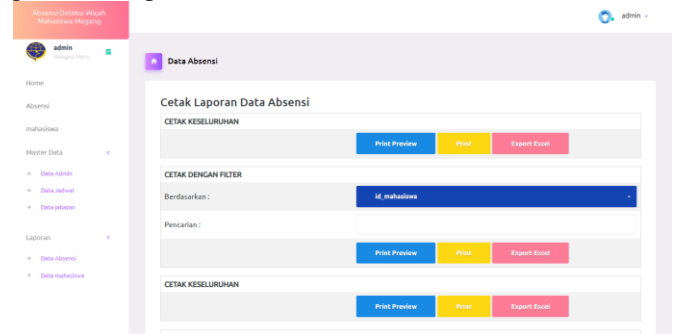 Absensi Deteksi Wajah
Mahasiswa Magang
admin
admin
Navigasi Menu
Data Absensi
Home
Absensi
mahasiswa
Master Data
Data Admin
Data Jadwal
Data Jabatan
Laporan
Data Absensi
Data mahasiswa
Cetak Laporan Data Absensi
CETAK KESELURUHAN
Print Preview Print Export Excel
CETAK DENGAN FILTER
Berdasarkan : id_mahasiswa
Pencarian :
Print Preview Print Export Excel
CETAK KESELURUHAN
Print Preview Print Export Excel